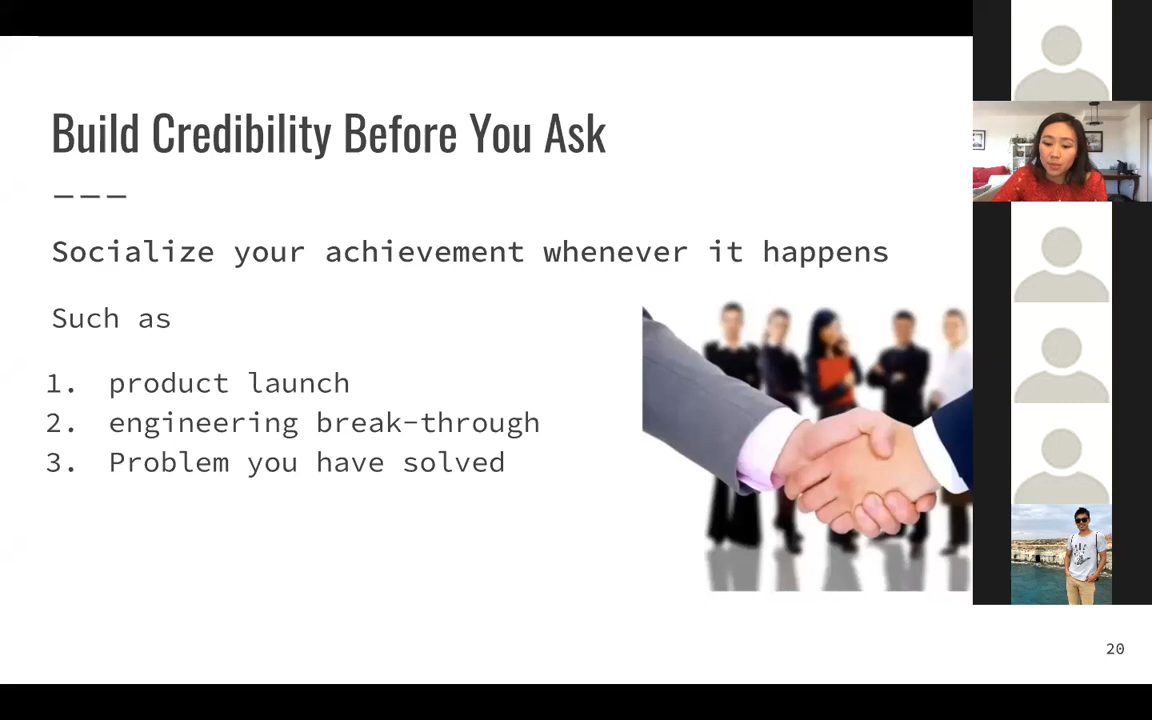 Build Credibility Before You Ask
Socialize your achievement whenever it happens
Such as
1. product launch
2. engineering break-through
3. Problem you have solved
20